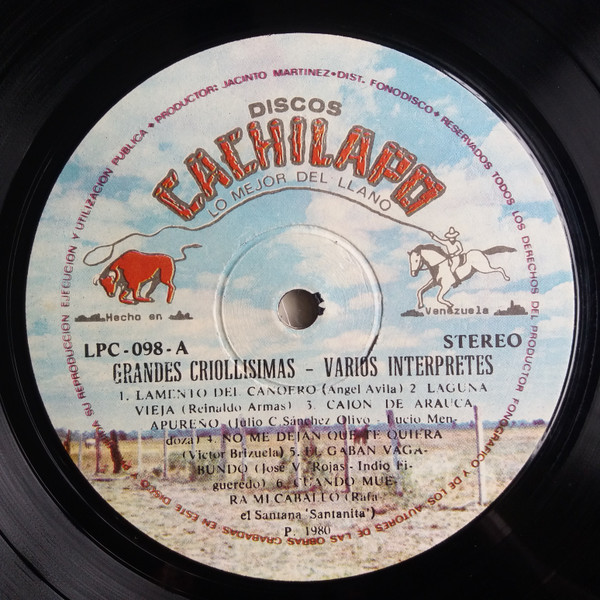 RESERVADOS TODOS LOS DERECHOS DEL PRODUCTOR FONOGRAFICO Y DE LOS AUTORES DE LAS OBRAS GRABADAS EN ESTE DISCO SU REPRODUCCION EJECUCION Y UTILIZACION PUBLICA • PRODUCTOR: JACINTO MARTINEZ • DIST. FONODISCO •
DISCOS
CACHILAPO
LO MEJOR DEL LLANO
Hecho en Venezuela
LPC-098-A STEREO
GRANDES CRIOLLISIMAS - VARIOS INTERPRETES
1. LAMENTO DEL CANOERO (Angel Avila) 2 LAGUNA
VIEJA (Reinaldo Armas) 3. CAJON DE ARAUCA
APUREÑO (Julio C Sánchez Olivo - Lucio Men-
doza) 4. NO ME DEJAN QUE TE QUIERA
(Victor Brizuela) 5. EL GABAN VAGA-
BUNDO (José V. Rojas - Indio Fi-
gueredo) 6. CUANDO MUE-
RA MI CABALLO (Rafa-
el Santana 'Santanita')
P. 1980